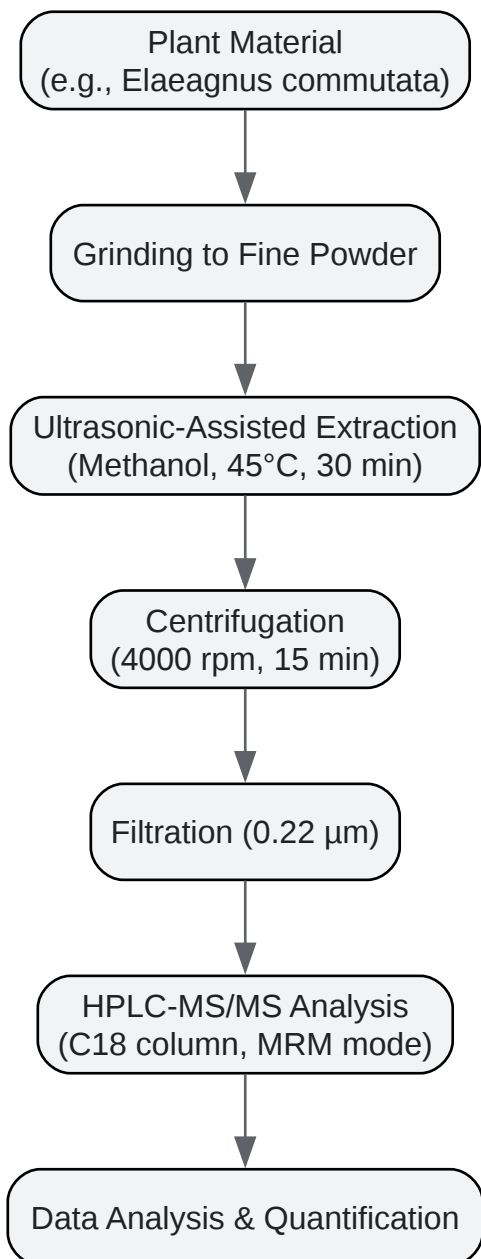 Plant Material
(e.g., Elaeagnus commutata)
Grinding to Fine Powder
Ultrasonic-Assisted Extraction
(Methanol, 45°C, 30 min)
Centrifugation
(4000 rpm, 15 min)
Filtration (0.22 µm)
HPLC-MS/MS Analysis
(C18 column, MRM mode)
Data Analysis & Quantification